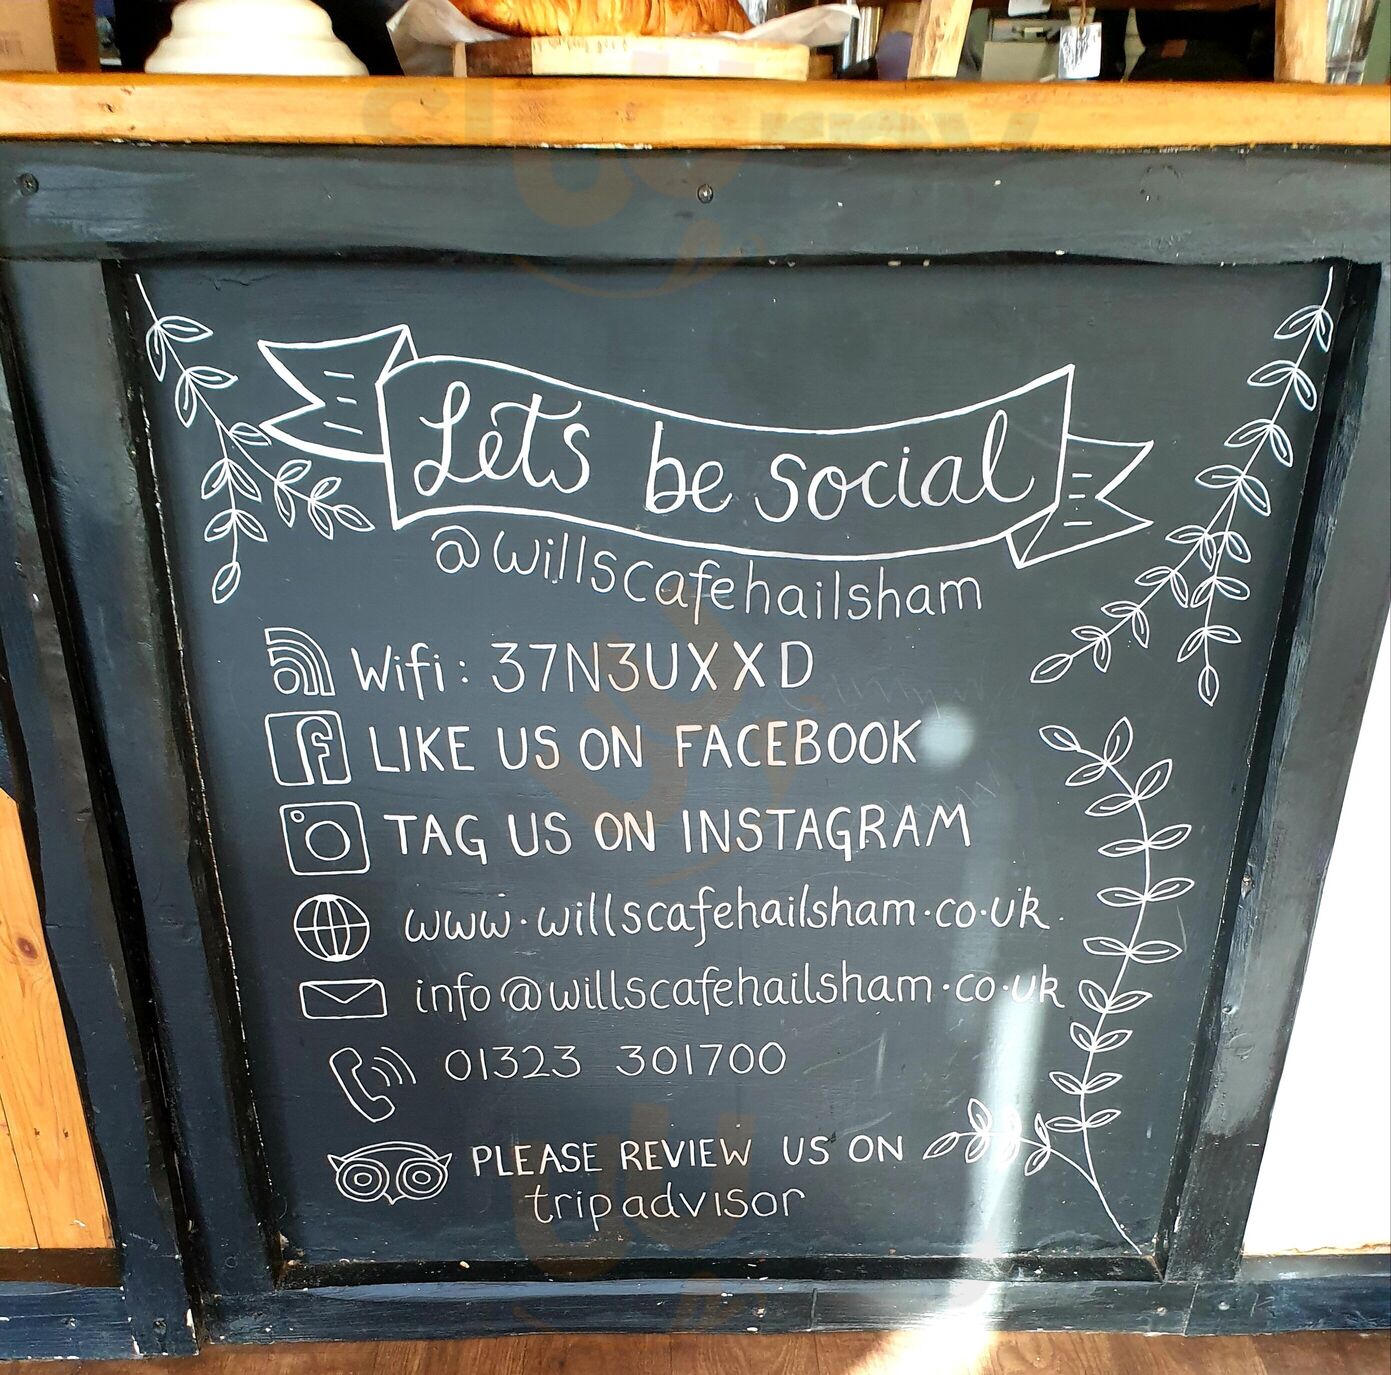 Let's be social
@willscafehailsham
Wifi: 37N3UXXD
LIKE US ON FACEBOOK
TAG US ON INSTAGRAM
www.willscafehailsham.co.uk
info@willscafehailsham.co.uk
01323 301700
PLEASE REVIEW US ON
tripadvisor